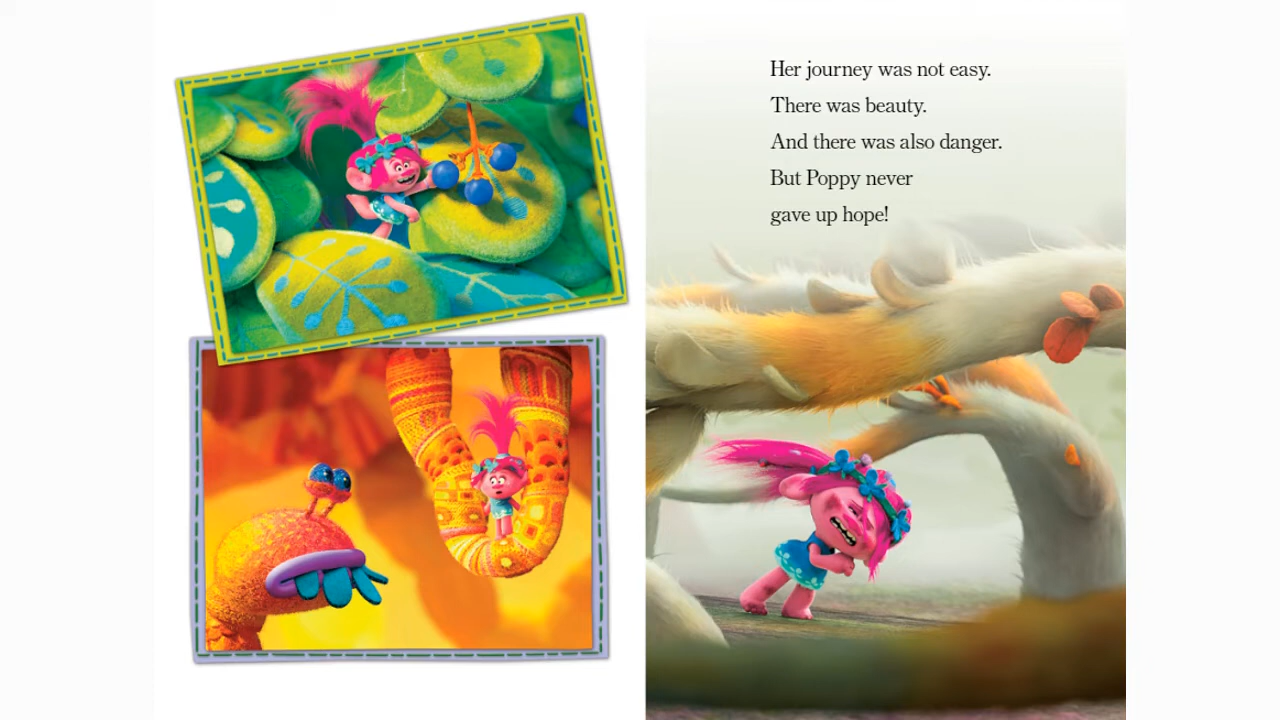 Her journey was not easy.
There was beauty.
And there was also danger.
But Poppy never
gave up hope!